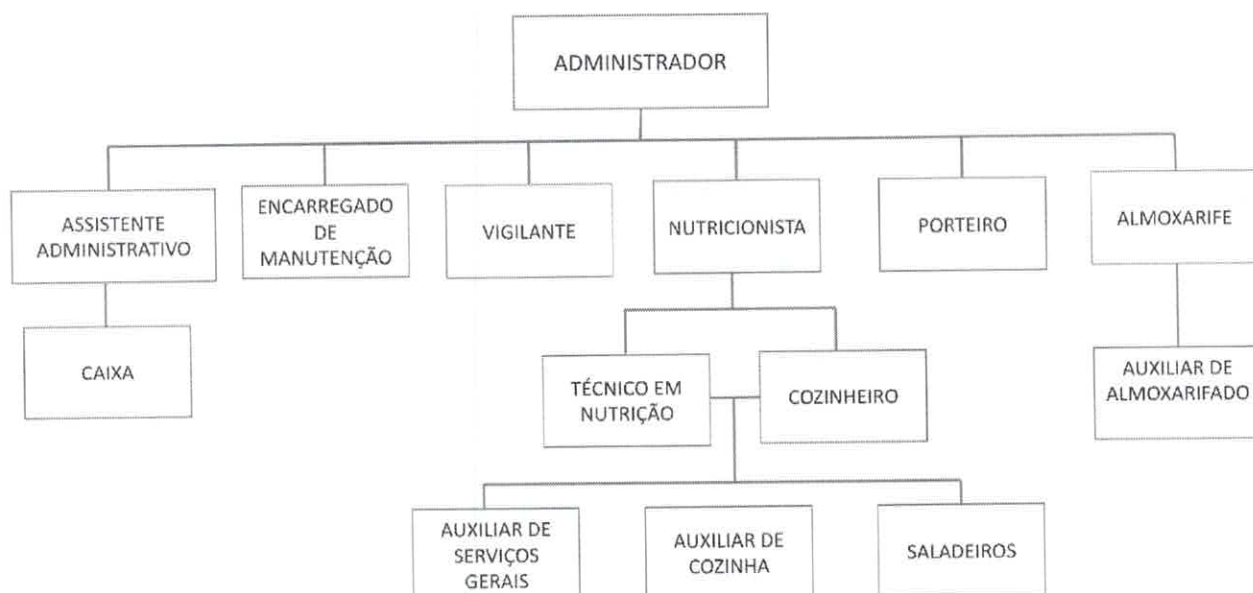 ADMINISTRADOR
ASSISTENTE
ADMINISTRATIVO
ENCARREGADO
DE
MANUTENÇÃO
VIGILANTE
NUTRICIONISTA
PORTEIRO
ALMOXARIFE
CAIXA
TÉCNICO EM
NUTRIÇÃO
COZINHEIRO
AUXILIAR DE
ALMOXARIFADO
AUXILIAR DE
SERVIÇOS
GERAIS
AUXILIAR DE
COZINHA
SALADEIROS